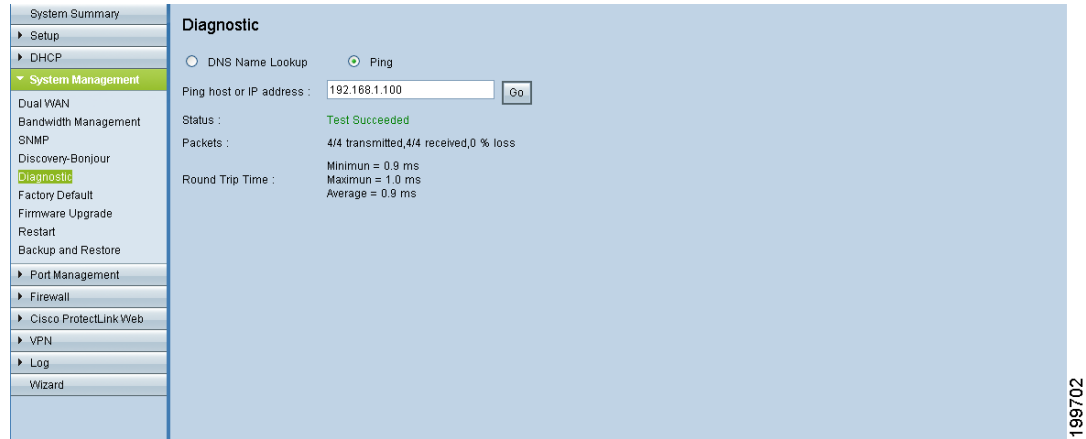 System Summary
Setup
DHCP
System Management
Dual WAN
Bandwidth Management
SNMP
Discovery-Bonjour
Diagnostic
Factory Default
Firmware Upgrade
Restart
Backup and Restore
Port Management
Firewall
Cisco ProtectLink Web
VPN
Log
Wizard
Diagnostic
DNS Name Lookup Ping
Ping host or IP address : 192.168.1.100 Go
Status : Test Succeeded
Packets : 4/4 transmitted,4/4 received,0 % loss
Round Trip Time :
Minimun = 0.9 ms
Maximun = 1.0 ms
Average = 0.9 ms
199702